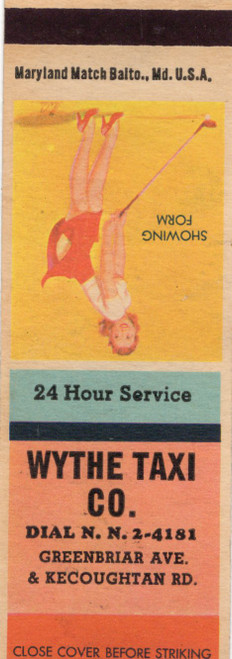 Maryland Match Balto., Md. U.S.A.
SHOWING
FORM
24 Hour Service
WYTHE TAXI
CO.
DIAL N. N. 2-4181
GREENBRIAR AVE.
& KECOUGHTAN RD.
CLOSE COVER BEFORE STRIKING